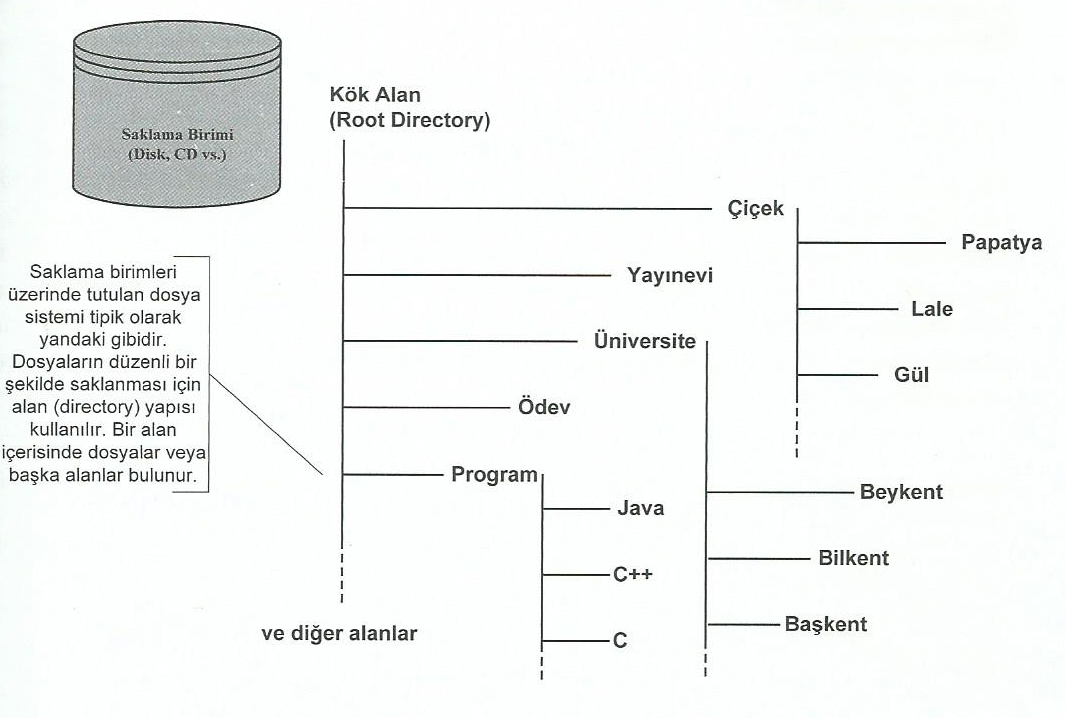 Saklama Birimi
(Disk, CD vs.)
Kök Alan
(Root Directory)
Çiçek
Papatya
Lale
Gül
Yayınevi
Üniversite
Beykent
Bilkent
Başkent
Ödev
Program
Java
C++
C
ve diğer alanlar
Saklama birimleri
üzerinde tutulan dosya
sistemi tipik olarak
yandaki gibidir.
Dosyaların düzenli bir
şekilde saklanması için
alan (directory) yapısı
kullanılır. Bir alan
içerisinde dosyalar veya
başka alanlar bulunur.